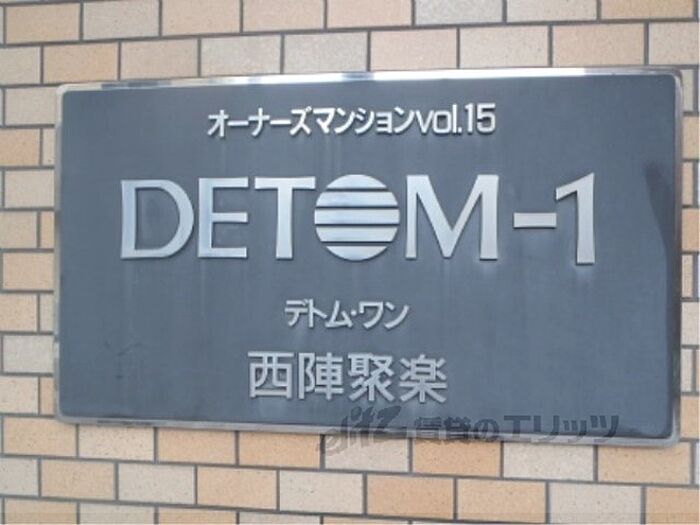 オーナーズマンションvol.15
DETOM-1
デトム・ワン
西陣聚楽
elitz 賃貸のエリッツ